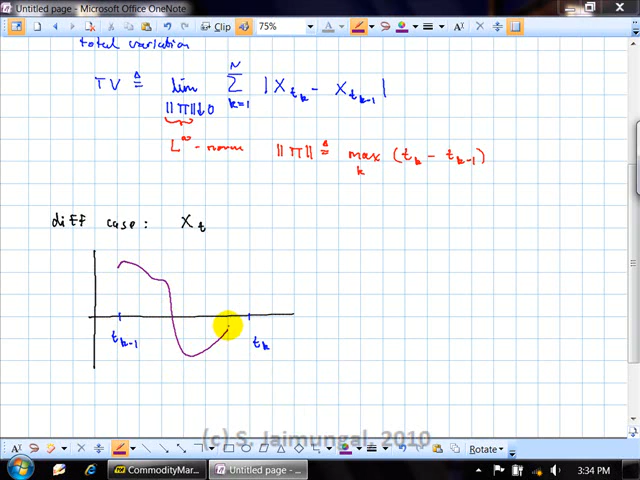 Untitled page - Microsoft Office OneNote
Clip
75%
total variation
TV ≜ lim ∑ | X_{t_k} - X_{t_{k-1}} |
N
k=1
||Π||↓0
L^∞ - norm
||Π|| ≜ max (t_k - t_{k-1})
k
diff case: X_t
t_{k-1}
t_k
(c) S. Jaimungal, 2010
Rotate
CommodityMar...
Untitled page - Micro...
3:34 PM